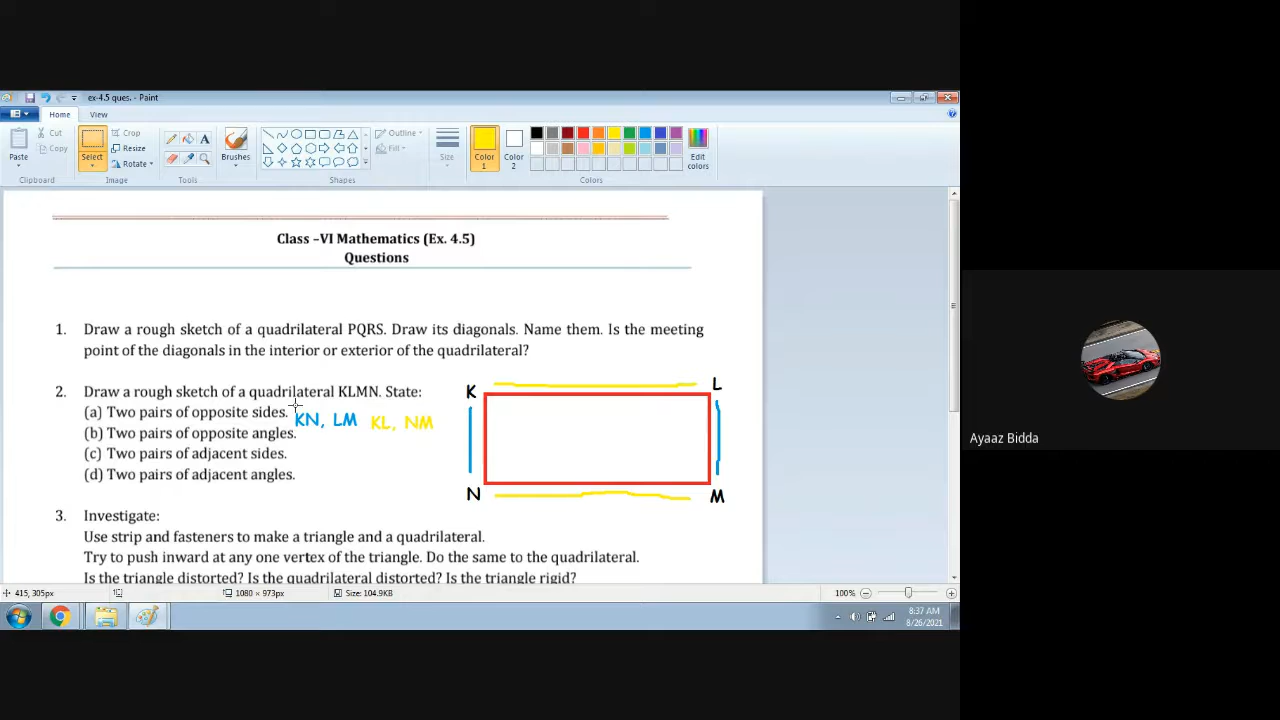 ex-4.5 ques. - Paint
Home View
Paste
Cut
Copy
Clipboard
Select
Crop
Resize
Rotate
Image
A
Tools
Brushes
Shapes
Outline
Fill
Size
Color 1
Color 2
Edit colors
Colors
Class –VI Mathematics (Ex. 4.5)
Questions
1. Draw a rough sketch of a quadrilateral PQRS. Draw its diagonals. Name them. Is the meeting
point of the diagonals in the interior or exterior of the quadrilateral?
2. Draw a rough sketch of a quadrilateral KLMN. State:
(a) Two pairs of opposite sides. KN, LM KL, NM
(b) Two pairs of opposite angles.
(c) Two pairs of adjacent sides.
(d) Two pairs of adjacent angles.
K L
N M
3. Investigate:
Use strip and fasteners to make a triangle and a quadrilateral.
Try to push inward at any one vertex of the triangle. Do the same to the quadrilateral.
Is the triangle distorted? Is the quadrilateral distorted? Is the triangle rigid?
Ayaaz Bidda
415, 305px
1080 × 973px
Size: 104.9KB
100%
8:37 AM
8/26/2021